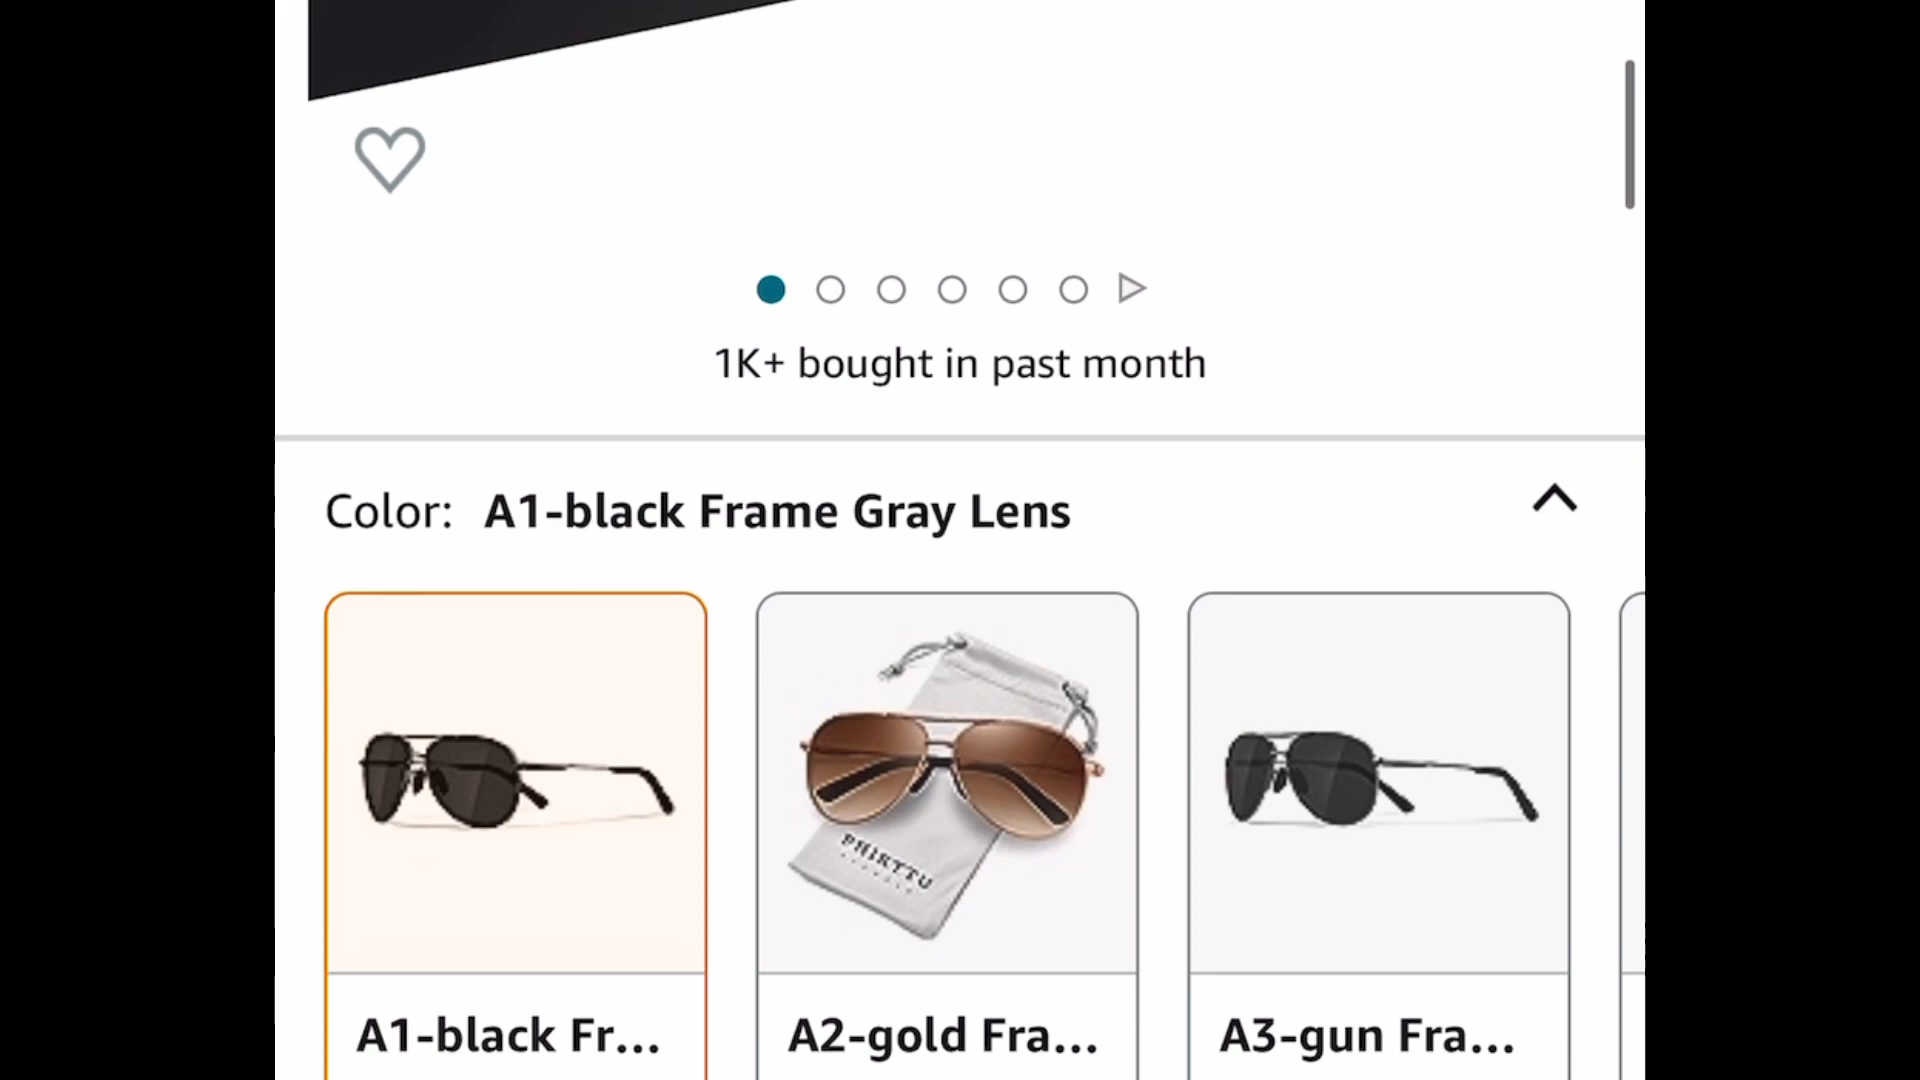 1K+ bought in past month
Color: A1-black Frame Gray Lens
PHIRTTU
A1-black Fr...
A2-gold Fra...
A3-gun Fra...